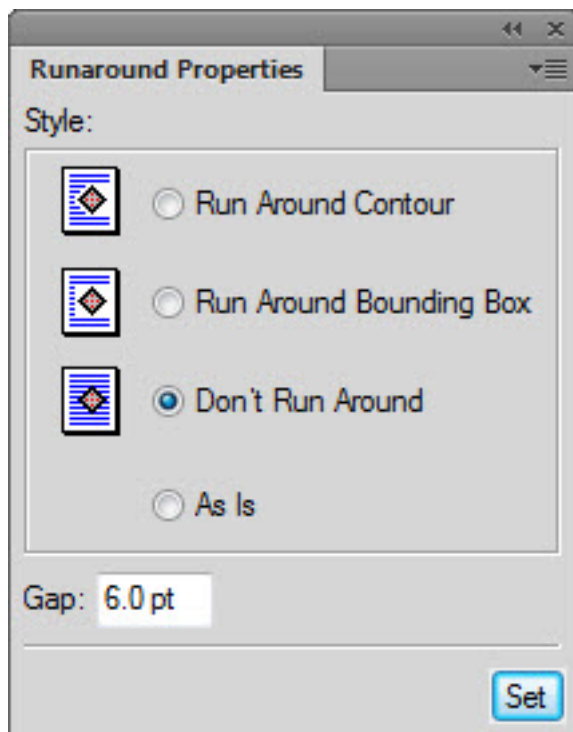 Runaround Properties
Style:
Run Around Contour
Run Around Bounding Box
Don't Run Around
As Is
Gap: 6.0 pt
Set